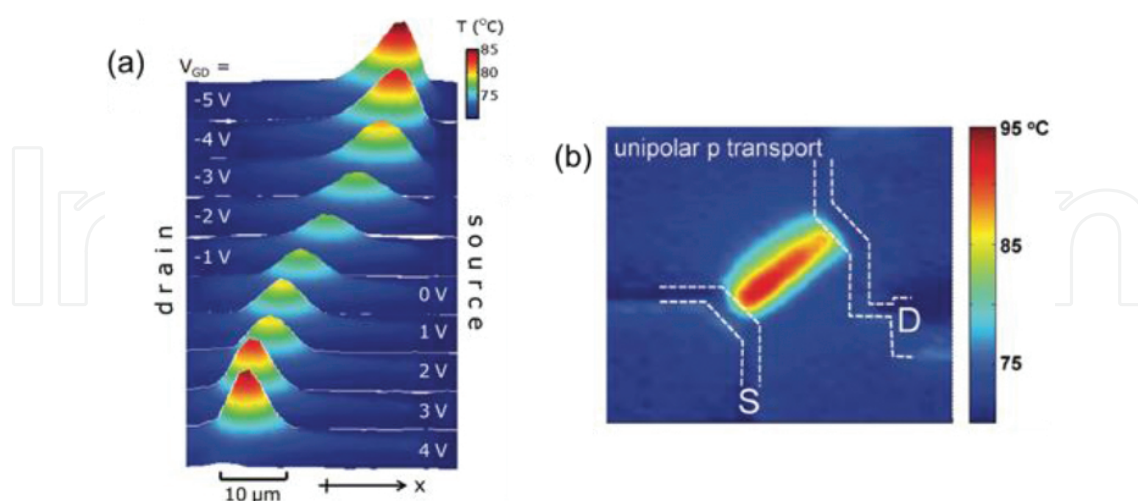 (a)
T (°C)
85
80
75
V_GD =
-5 V
-4 V
-3 V
-2 V
-1 V
0 V
1 V
2 V
3 V
4 V
drain
source
10 µm
x
(b)
unipolar p transport
S
D
95 °C
85
75
In
n